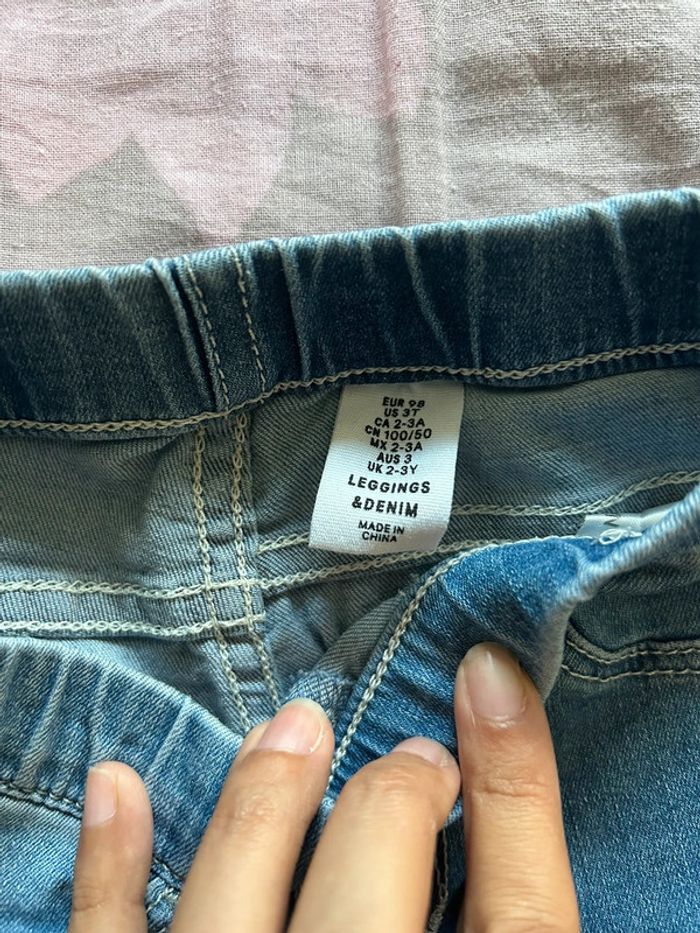 EUR 98
US 3T
CA 2-3A
CN 100/50
MX 2-3A
AUS 3
UK 2-3Y
LEGGINGS
&DENIM
MADE IN
CHINA